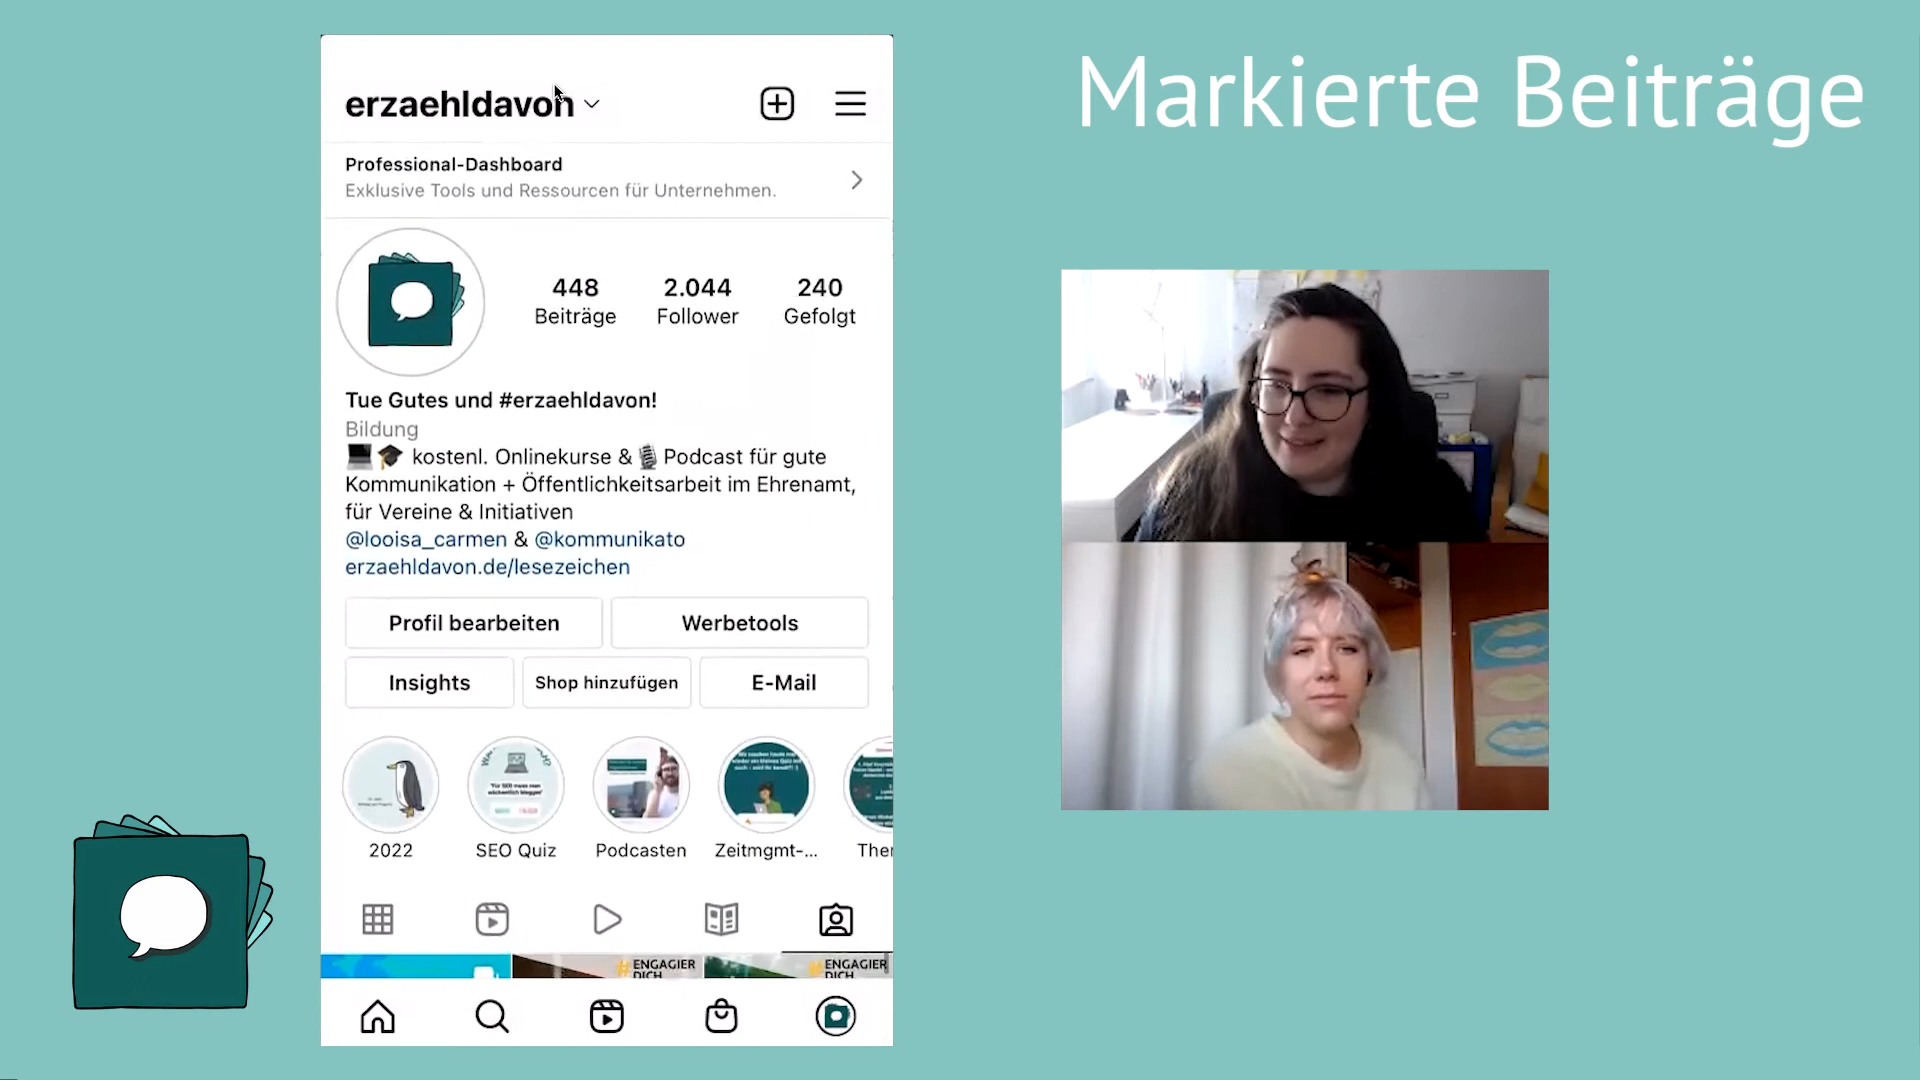 Markierte Beiträge
erzaehldavon
Professional-Dashboard
Exklusive Tools und Ressourcen für Unternehmen.
448
Beiträge
2.044
Follower
240
Gefolgt
Tue Gutes und #erzaehldavon!
Bildung
kostenl. Onlinekurse & Podcast für gute
Kommunikation + Öffentlichkeitsarbeit im Ehrenamt,
für Vereine & Initiativen
@looisa_carmen & @kommunikato
erzaehldavon.de/lesezeichen
Profil bearbeiten
Werbetools
Insights
Shop hinzufügen
E-Mail
2022
SEO Quiz
Podcasten
Zeitmgmt-...
#ENGAGIER
DICH
#ENGAGIER
DICH